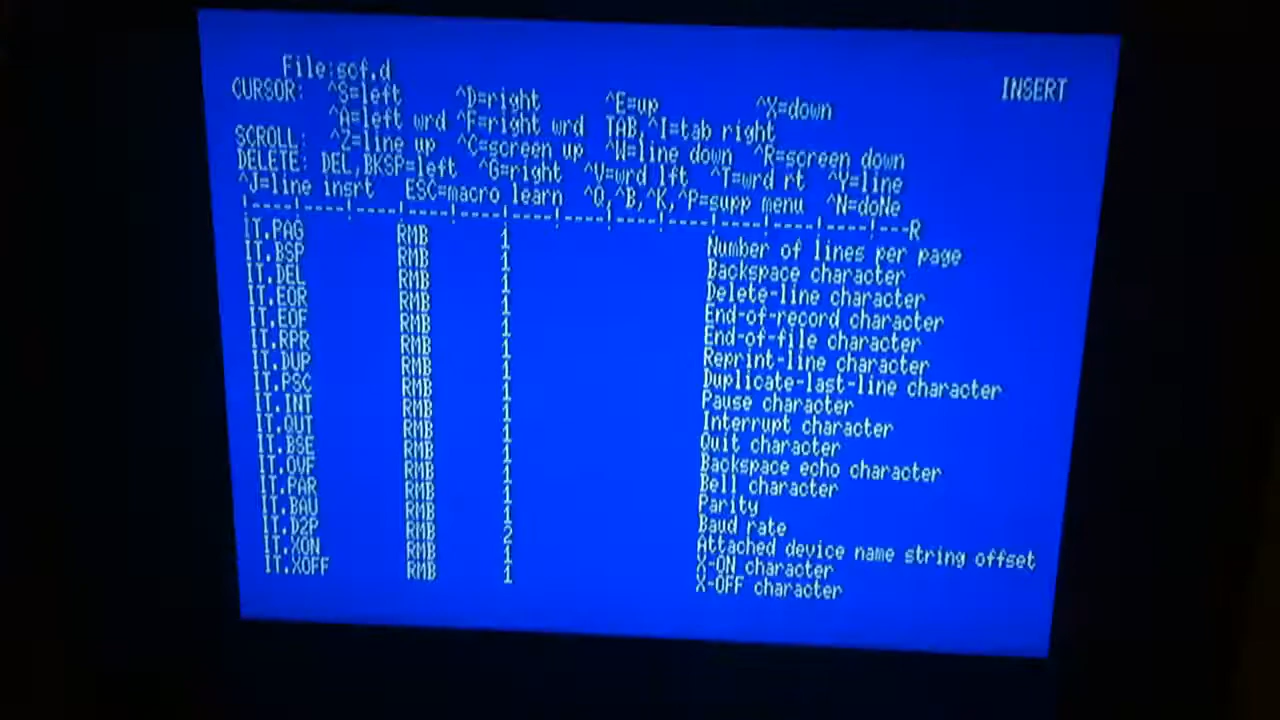 File:scf.d
INSERT
CURSOR: ^S=left ^D=right ^E=up ^X=down
^A=left wrd ^F=right wrd TAB,^I=tab right
SCROLL: ^Z=line up ^C=screen up ^W=line down ^R=screen down
DELETE: DEL,BKSP=left ^G=right ^V=wrd lft ^T=wrd rt ^Y=line
^J=line insrt ESC=macro learn ^Q,^B,^K,^P=supp menu ^N=doNe
!----!----!----!----!----!----!----!----!----!----!----!----!---R
IT.PAG RMB 1 Number of lines per page
IT.BSP RMB 1 Backspace character
IT.DEL RMB 1 Delete-line character
IT.EOR RMB 1 End-of-record character
IT.EOF RMB 1 End-of-file character
IT.RPR RMB 1 Reprint-line character
IT.DUP RMB 1 Duplicate-last-line character
IT.PSC RMB 1 Pause character
IT.INT RMB 1 Interrupt character
IT.QUT RMB 1 Quit character
IT.BSE RMB 1 Backspace echo character
IT.OVF RMB 1 Bell character
IT.PAR RMB 1 Parity
IT.BAU RMB 1 Baud rate
IT.D2P RMB 2 Attached device name string offset
IT.XON RMB 1 X-ON character
IT.XOFF RMB 1 X-OFF character